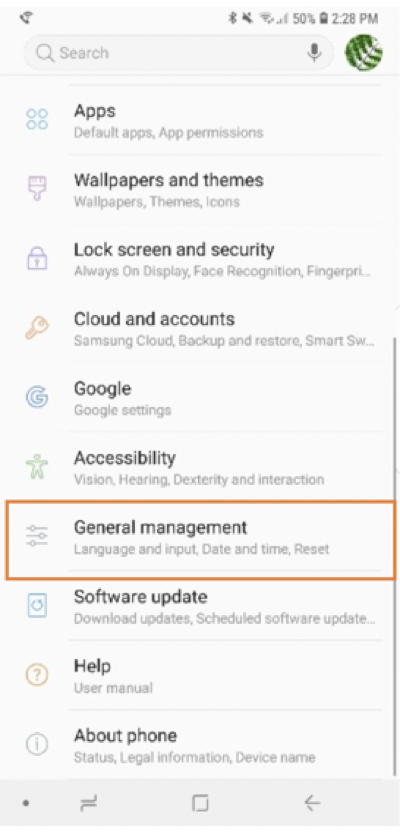 50% 2:28 PM
Search
Apps
Default apps, App permissions
Wallpapers and themes
Wallpapers, Themes, Icons
Lock screen and security
Always On Display, Face Recognition, Fingerpri...
Cloud and accounts
Samsung Cloud, Backup and restore, Smart Sw...
Google
Google settings
Accessibility
Vision, Hearing, Dexterity and interaction
General management
Language and input, Date and time, Reset
Software update
Download updates, Scheduled software update...
Help
User manual
About phone
Status, Legal information, Device name